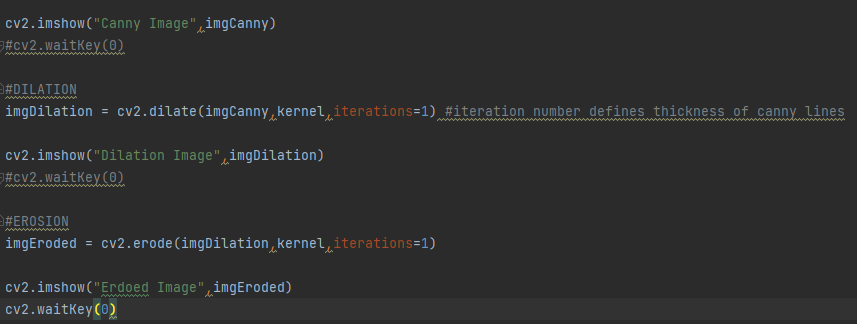 cv2.imshow("Canny Image",imgCanny)
#cv2.waitKey(0)
#DILATION
imgDilation = cv2.dilate(imgCanny,kernel,iterations=1) #iteration number defines thickness of canny lines
cv2.imshow("Dilation Image",imgDilation)
#cv2.waitKey(0)
#EROSION
imgEroded = cv2.erode(imgDilation,kernel,iterations=1)
cv2.imshow("Erdoed Image",imgEroded)
cv2.waitKey(0)